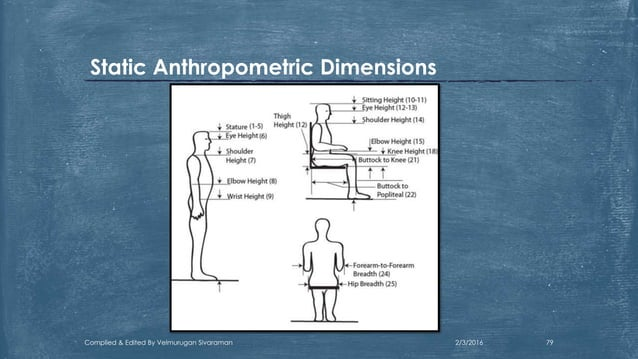 Static Anthropometric Dimensions
Stature (1-5)
Eye Height(6)
Shoulder
Height (7)
Elbow Height (8)
Wrist Height (9)
Thigh
Height (12)
Sitting Height (10-11)
Eye Height (12-13)
Shoulder Height (14)
Elbow Height (15)
Knee Height (18)
Buttock to Knee (21)
Buttock to
Popliteal (22)
Forearm-to-Forearm
Breadth (24)
Hip Breadth (25)
Complied & Edited By Velmurugan Sivaraman
2/3/2016
79